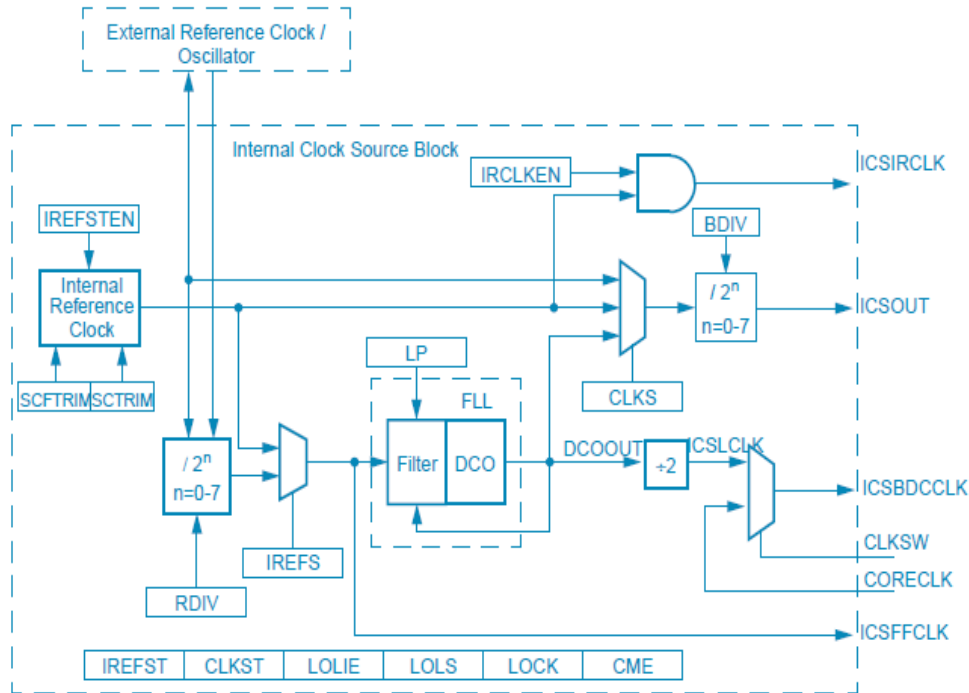 External Reference Clock /
Oscillator
Internal Clock Source Block
IRCLKEN
ICSIRCLK
IREFSTEN
BDIV
Internal
Reference
Clock
/ 2ⁿ
n=0-7
ICSOUT
LP
CLKS
SCFTRIM
SCTRIM
FLL
/ 2ⁿ
n=0-7
Filter
DCO
DCOOUT
÷2
ICSLCLK
ICSBDCCLK
IREFS
CLKSW
RDIV
CORECLK
ICSFFCLK
IREFST
CLKST
LOLIE
LOLS
LOCK
CME